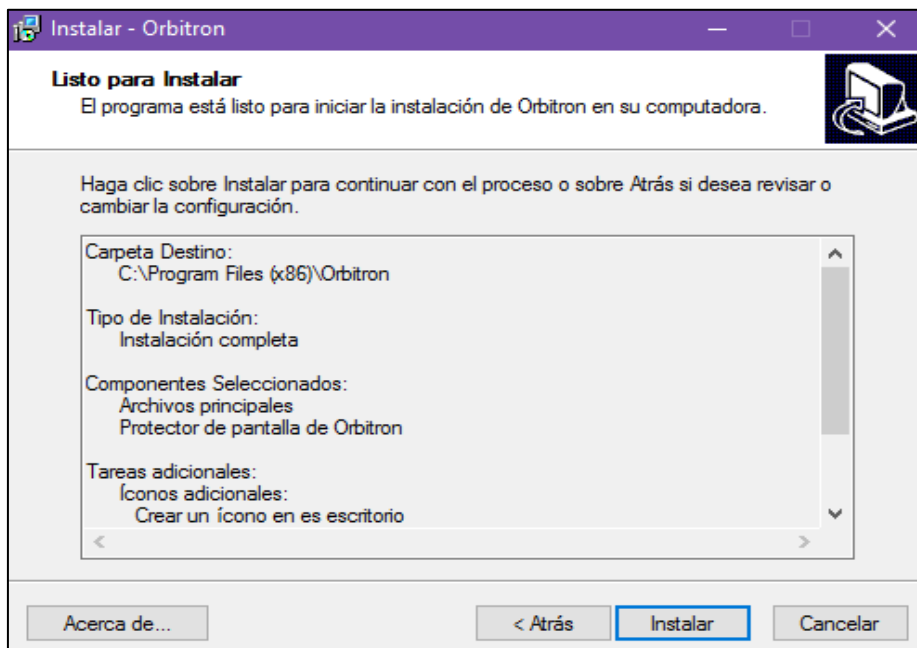 Instalar - Orbitron
Listo para Instalar
El programa está listo para iniciar la instalación de Orbitron en su computadora.
Haga clic sobre Instalar para continuar con el proceso o sobre Atrás si desea revisar o
cambiar la configuración.
Carpeta Destino:
C:\Program Files (x86)\Orbitron
Tipo de Instalación:
Instalación completa
Componentes Seleccionados:
Archivos principales
Protector de pantalla de Orbitron
Tareas adicionales:
Íconos adicionales:
Crear un ícono en es escritorio
Acerca de...
< Atrás
Instalar
Cancelar